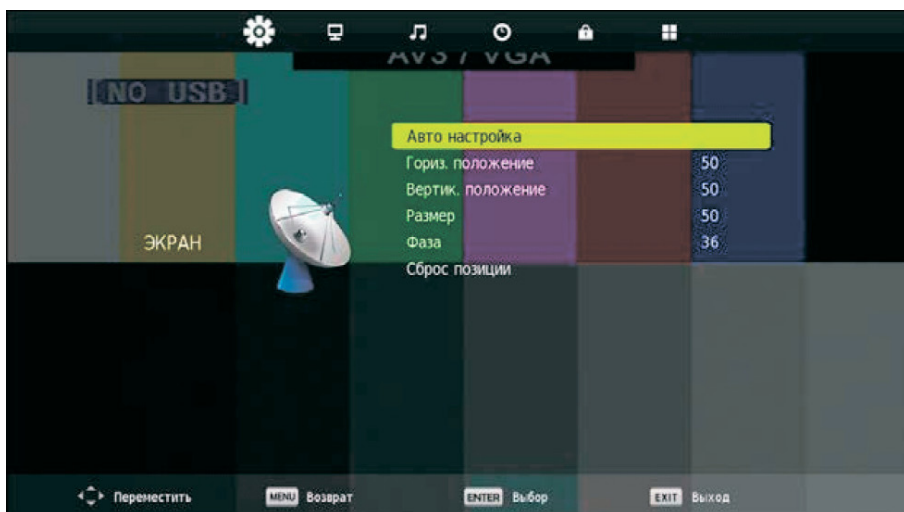 AV3 / VGA
[NO USB]
Авто настройка
Гориз. положение 50
Вертик. положение 50
Размер 50
ЭКРАН
Фаза 36
Сброс позиции
Переместить MENU Возврат ENTER Выбор EXIT Выход